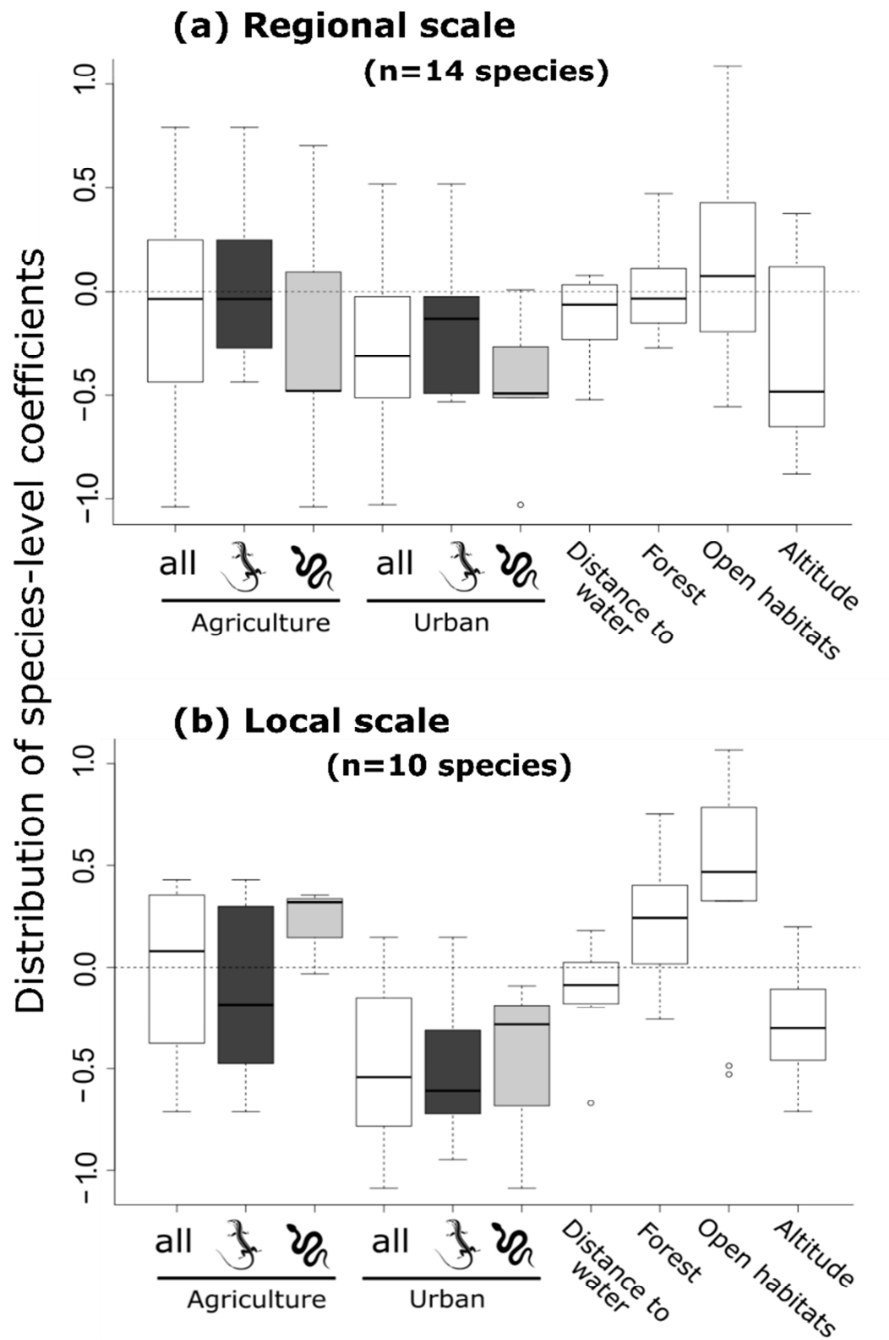 (a) Regional scale
(n=14 species)
Distribution of species-level coefficients
1.0
0.5
0.0
−0.5
−1.0
all
all
Agriculture
Urban
Distance to
water
Forest
Open habitats
Altitude
(b) Local scale
(n=10 species)
1.0
0.5
0.0
−0.5
−1.0
all
all
Agriculture
Urban
Distance to
water
Forest
Open habitats
Altitude